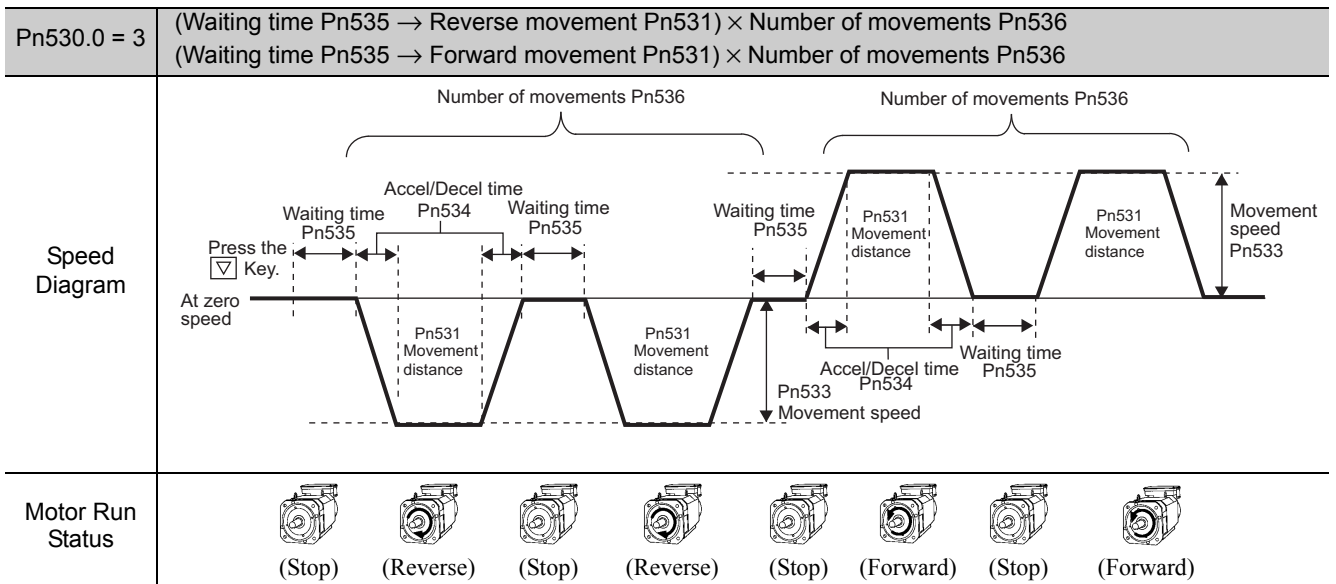 Pn530.0 = 3
(Waiting time Pn535 → Reverse movement Pn531) × Number of movements Pn536
(Waiting time Pn535 → Forward movement Pn531) × Number of movements Pn536
Speed
Diagram
Number of movements Pn536
Number of movements Pn536
Accel/Decel time
Pn534
Waiting time
Pn535
Waiting time
Pn535
Waiting time
Pn535
Press the
▽ Key.
At zero
speed
Pn531
Movement
distance
Pn531
Movement
distance
Pn531
Movement
distance
Pn531
Movement
distance
Movement
speed
Pn533
Pn533
Movement speed
Accel/Decel time
Pn534
Waiting time
Pn535
Motor Run
Status
(Stop) (Reverse) (Stop) (Reverse) (Stop) (Forward) (Stop) (Forward)